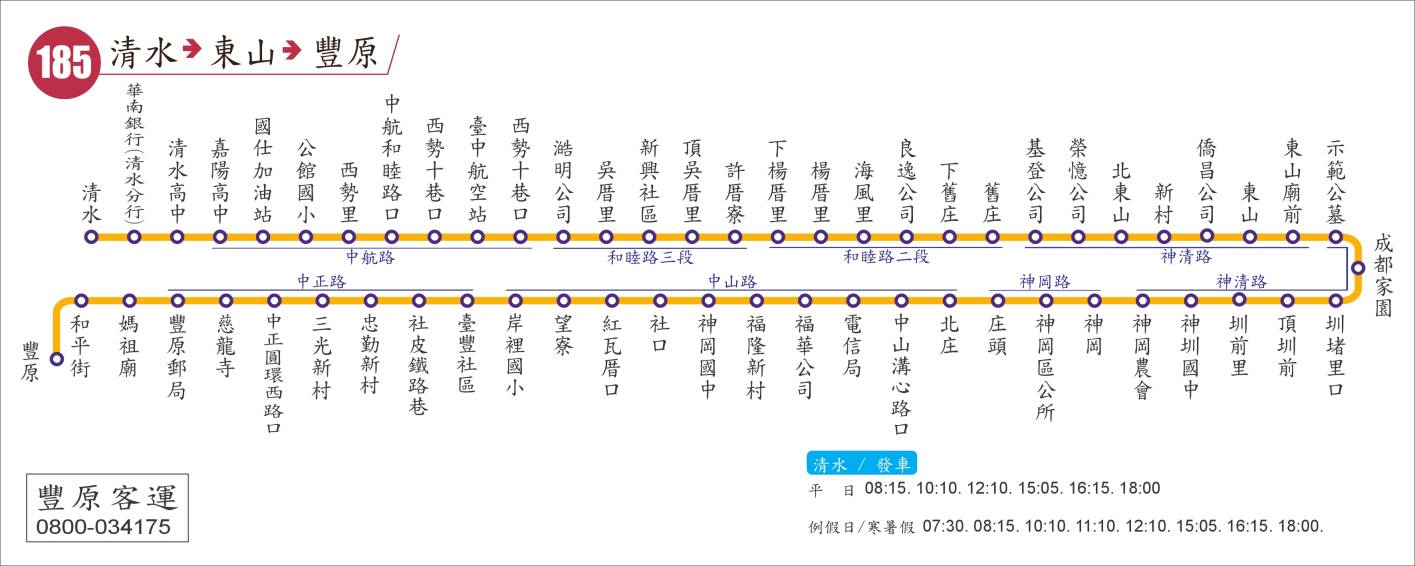 185 清水➔東山➔豐原
清水
華南銀行(清水分行)
清水高中
嘉陽高中
國仕加油站
公館國小
西勢里
中航和睦路口
西勢十巷口
臺中航空站
西勢十巷口
澔明公司
吳厝里
新興社區
頂吳厝里
許厝寮
下楊厝里
楊厝里
海風里
良逸公司
下舊庄
舊庄
基登公司
榮憶公司
北東山
新村
僑昌公司
東山
東山廟前
示範公墓
成都家園
中航路
和睦路三段
和睦路二段
神清路
中正路
中山路
神岡路
神清路
豐原
和平街
媽祖廟
豐原郵局
慈龍寺
中正圓環西路口
三光新村
忠勤新村
社皮鐵路巷
臺豐社區
岸裡國小
望寮
紅瓦厝口
社口
神岡國中
福隆新村
福華公司
電信局
中山溝心路口
北庄
庄頭
神岡區公所
神岡
神岡農會
神圳國中
圳前里
頂圳前
圳堵里口
清水 / 發車
平 日 08:15. 10:10. 12:10. 15:05. 16:15. 18:00
例假日/寒暑假 07:30. 08:15. 10:10. 11:10. 12:10. 15:05. 16:15. 18:00.
豐原客運
0800-034175